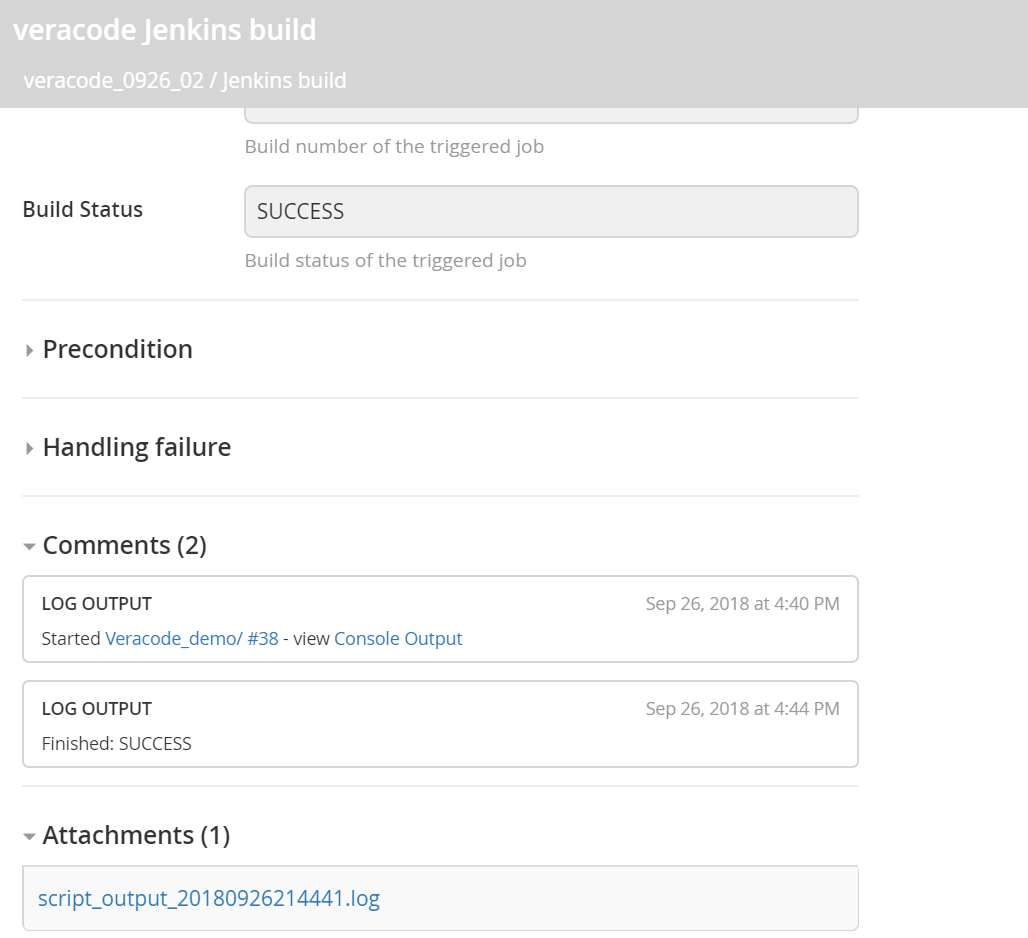 veracode Jenkins build
veracode_0926_02 / Jenkins build
Build number of the triggered job
Build Status
SUCCESS
Build status of the triggered job
Precondition
Handling failure
Comments (2)
LOG OUTPUT
Sep 26, 2018 at 4:40 PM
Started Veracode_demo/ #38 - view Console Output
LOG OUTPUT
Sep 26, 2018 at 4:44 PM
Finished: SUCCESS
Attachments (1)
script_output_20180926214441.log